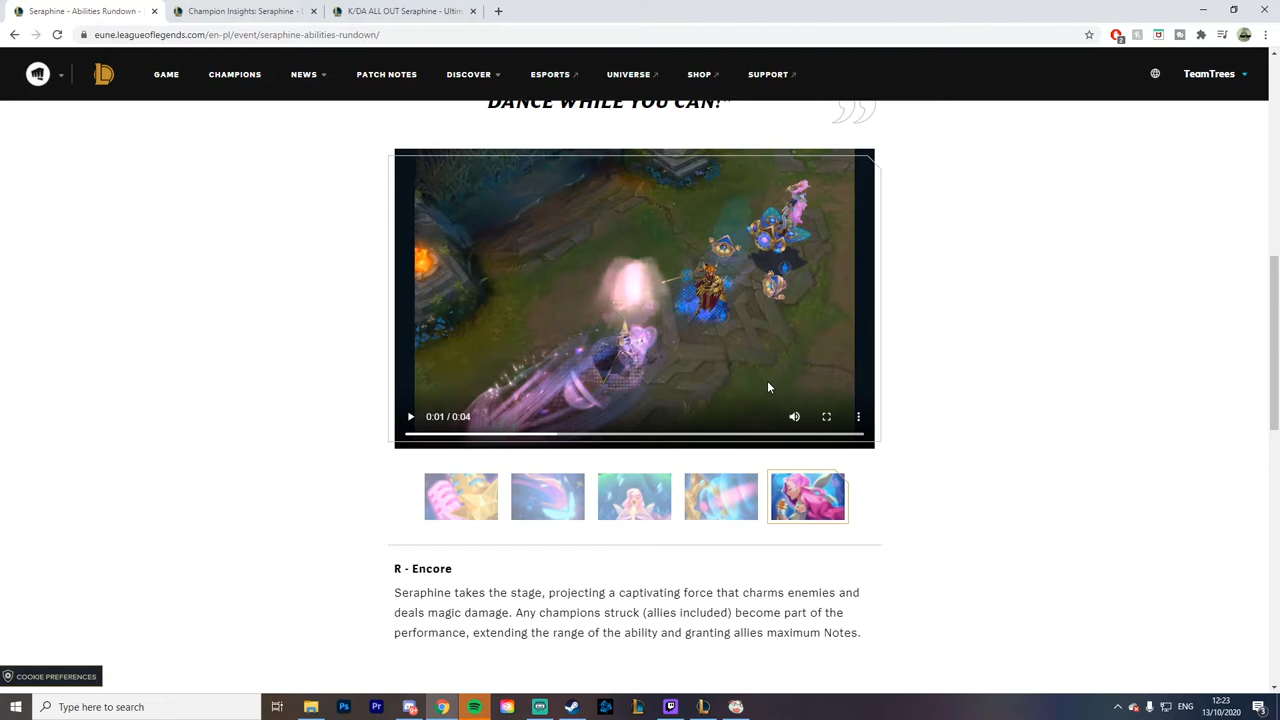 Seraphine - Abilities Rundown -
Champion Insights: Seraphine -
K/DA ALL OUT Seraphine - Ultim
eune.leagueoflegends.com/en-pl/event/seraphine-abilities-rundown/
2
GAME CHAMPIONS NEWS PATCH NOTES DISCOVER ESPORTS UNIVERSE SHOP SUPPORT TeamTrees
DANCE WHILE YOU CAN!"
0:01 / 0:04
R - Encore
Seraphine takes the stage, projecting a captivating force that charms enemies and
deals magic damage. Any champions struck (allies included) become part of the
performance, extending the range of the ability and granting allies maximum Notes.
COOKIE PREFERENCES
Type here to search
Ps
Pr
ENG
12:23
13/10/2020
3